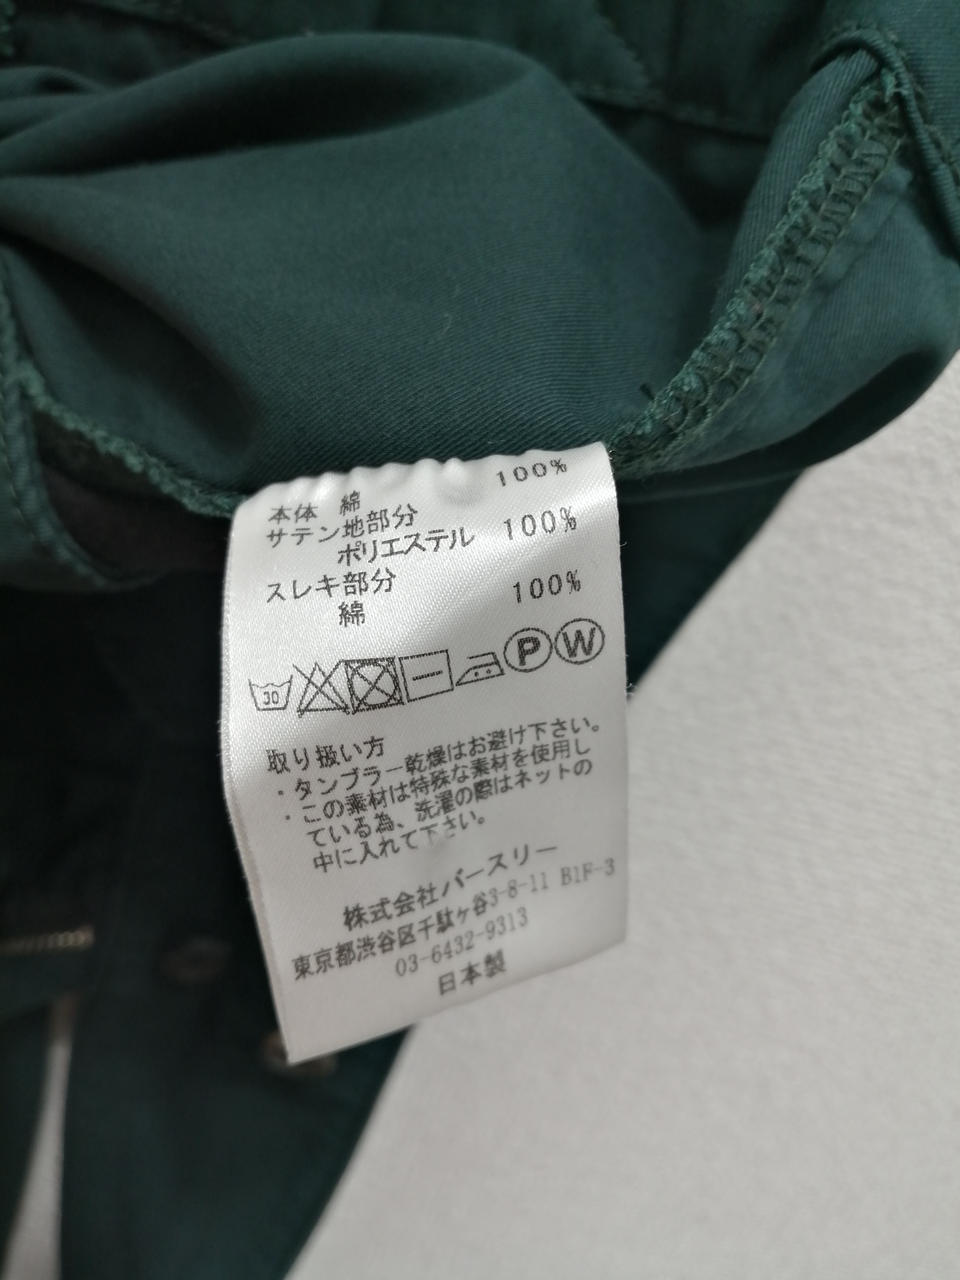 本体 綿 100%
サテン地部分
ポリエステル 100%
スレキ部分
綿 100%
30 P W
取り扱い方
・タンブラー乾燥はお避け下さい。
・この素材は特殊な素材を使用し
ている為、洗濯の際はネットの
中に入れて下さい。
株式会社バースリー
東京都渋谷区千駄ヶ谷3-8-11 B1F-3
03-6432-9313
日本製